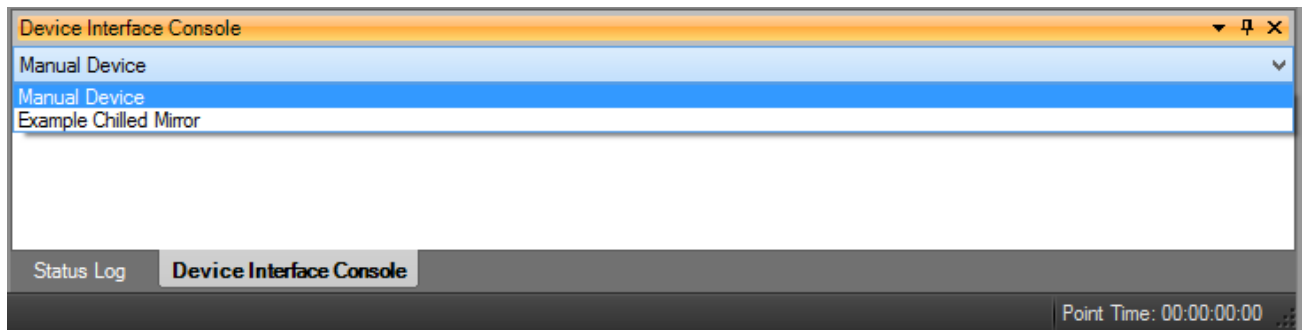 Device Interface Console
Manual Device
Manual Device
Example Chilled Mirror
Status Log Device Interface Console
Point Time: 00:00:00:00